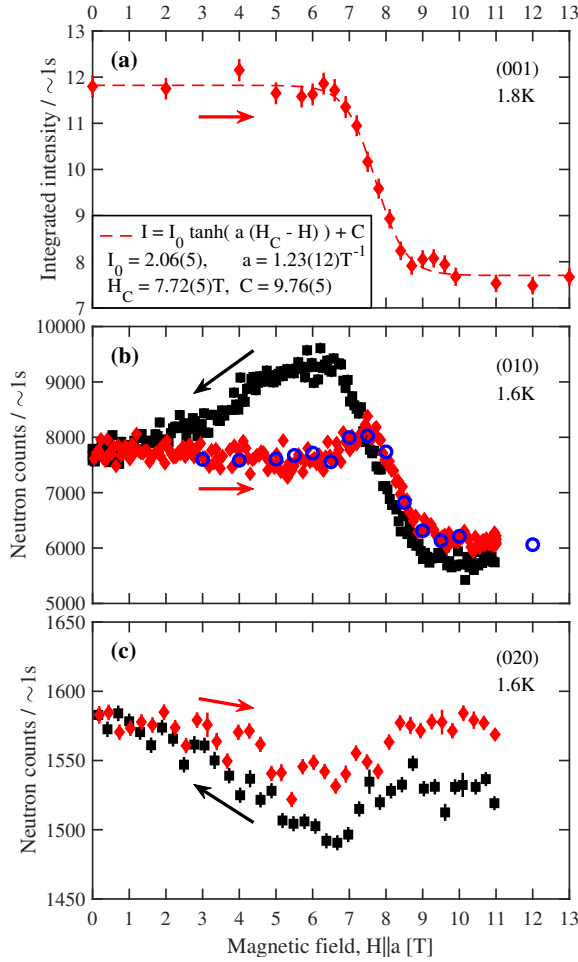 0 1 2 3 4 5 6 7 8 9 10 11 12 13
13
12
11
10
9
8
7
Integrated intensity / ~1s
(a)
(001)
1.8K
I = I₀ tanh( a (H_C - H) ) + C
I₀ = 2.06(5), a = 1.23(12)T⁻¹
H_C = 7.72(5)T, C = 9.76(5)
10000
9000
8000
7000
6000
5000
Neutron counts / ~1s
(b)
(010)
1.6K
1650
1600
1550
1500
1450
Neutron counts / ~1s
(c)
(020)
1.6K
0 1 2 3 4 5 6 7 8 9 10 11 12 13
Magnetic field, H||a [T]